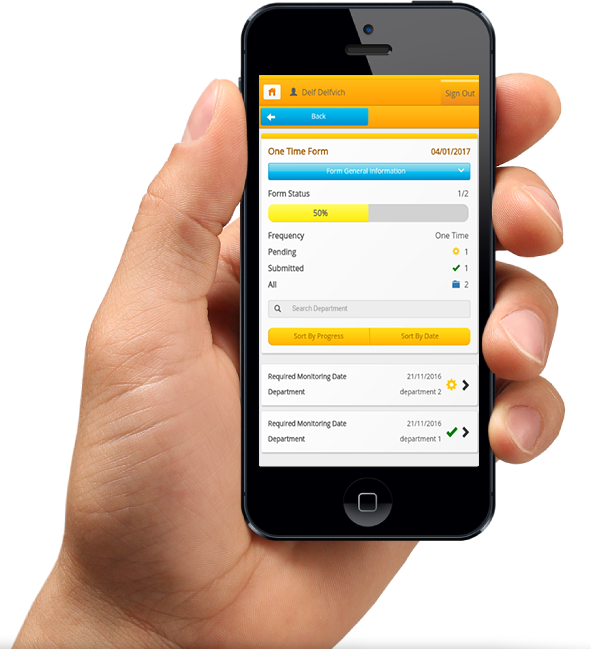 Delf Delfvich Sign Out
Back
One Time Form 04/01/2017
Form General Information
Form Status 1/2
50%
Frequency One Time
Pending 1
Submitted 1
All 2
Search Department
Sort By Progress Sort By Date
Required Monitoring Date 21/11/2016
Department department 2
Required Monitoring Date 21/11/2016
Department department 1